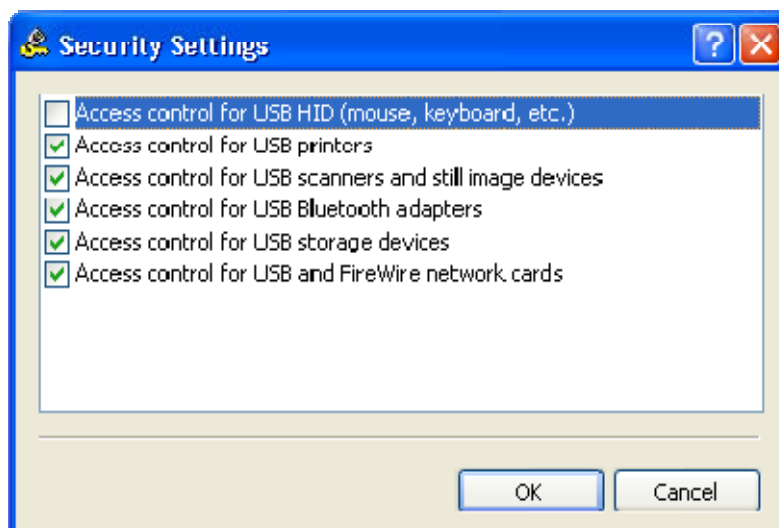 Security Settings
Access control for USB HID (mouse, keyboard, etc.)
Access control for USB printers
Access control for USB scanners and still image devices
Access control for USB Bluetooth adapters
Access control for USB storage devices
Access control for USB and FireWire network cards
OK Cancel